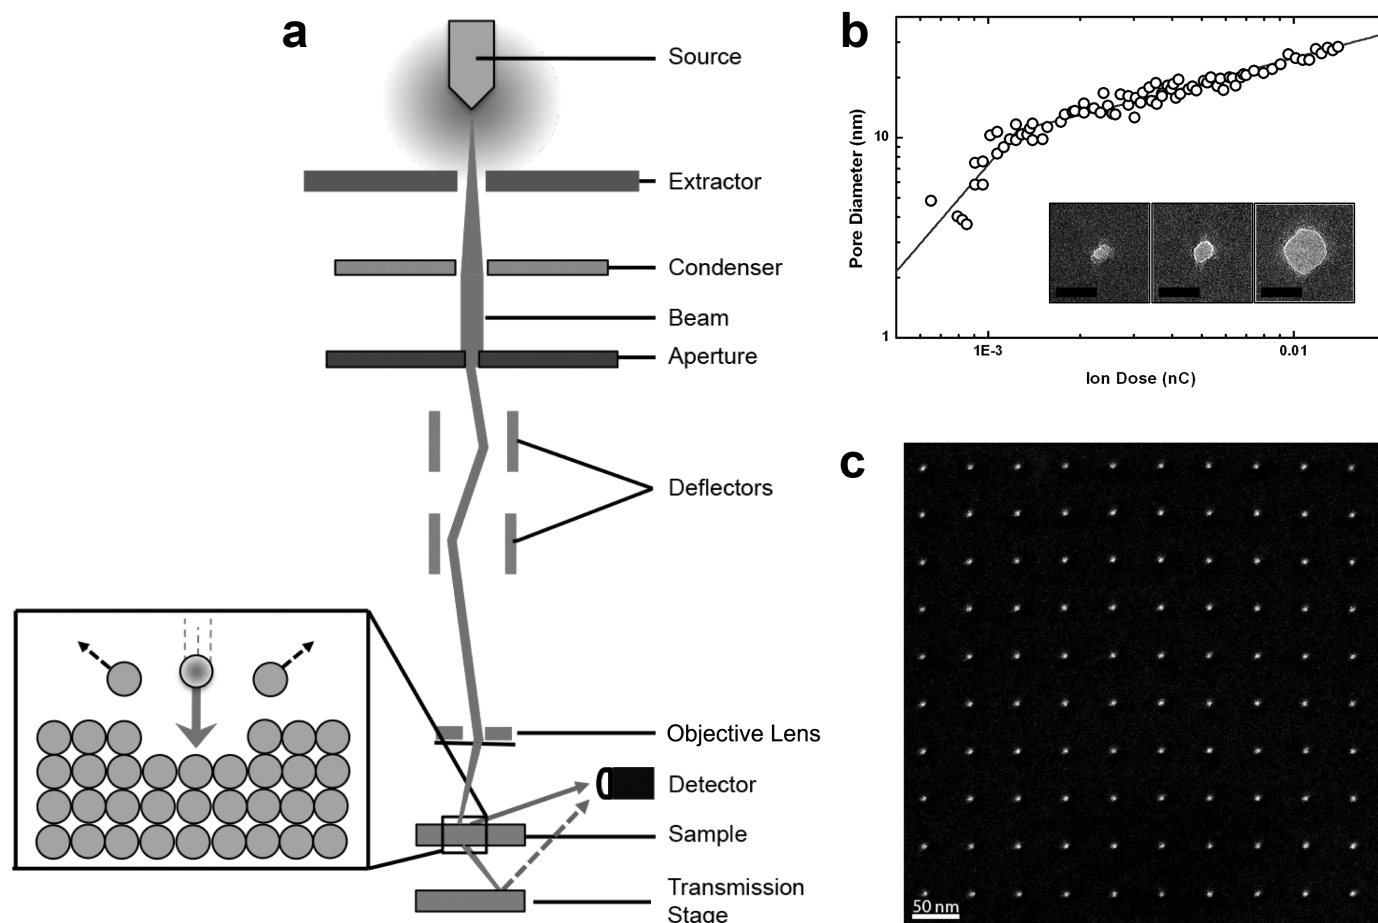 a
Source
Extractor
Condenser
Beam
Aperture
Deflectors
Objective Lens
Detector
Sample
Transmission
Stage
b
Pore Diameter (nm)
10
1
1E-3
0.01
Ion Dose (nC)
c
50 nm